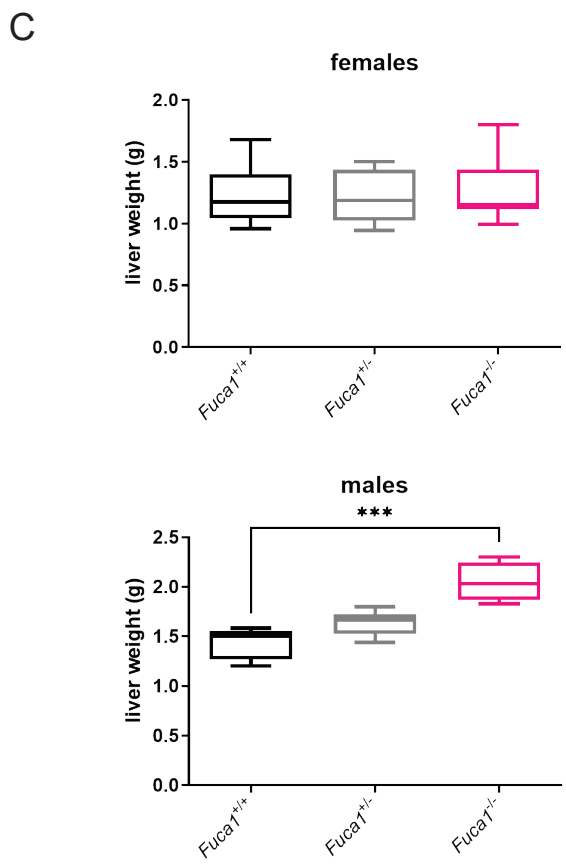 C
females
liver weight (g)
2.0
1.5
1.0
0.5
0.0
Fuca1+/+
Fuca1+/-
Fuca1-/-
males
***
liver weight (g)
2.5
2.0
1.5
1.0
0.5
0.0
Fuca1+/+
Fuca1+/-
Fuca1-/-